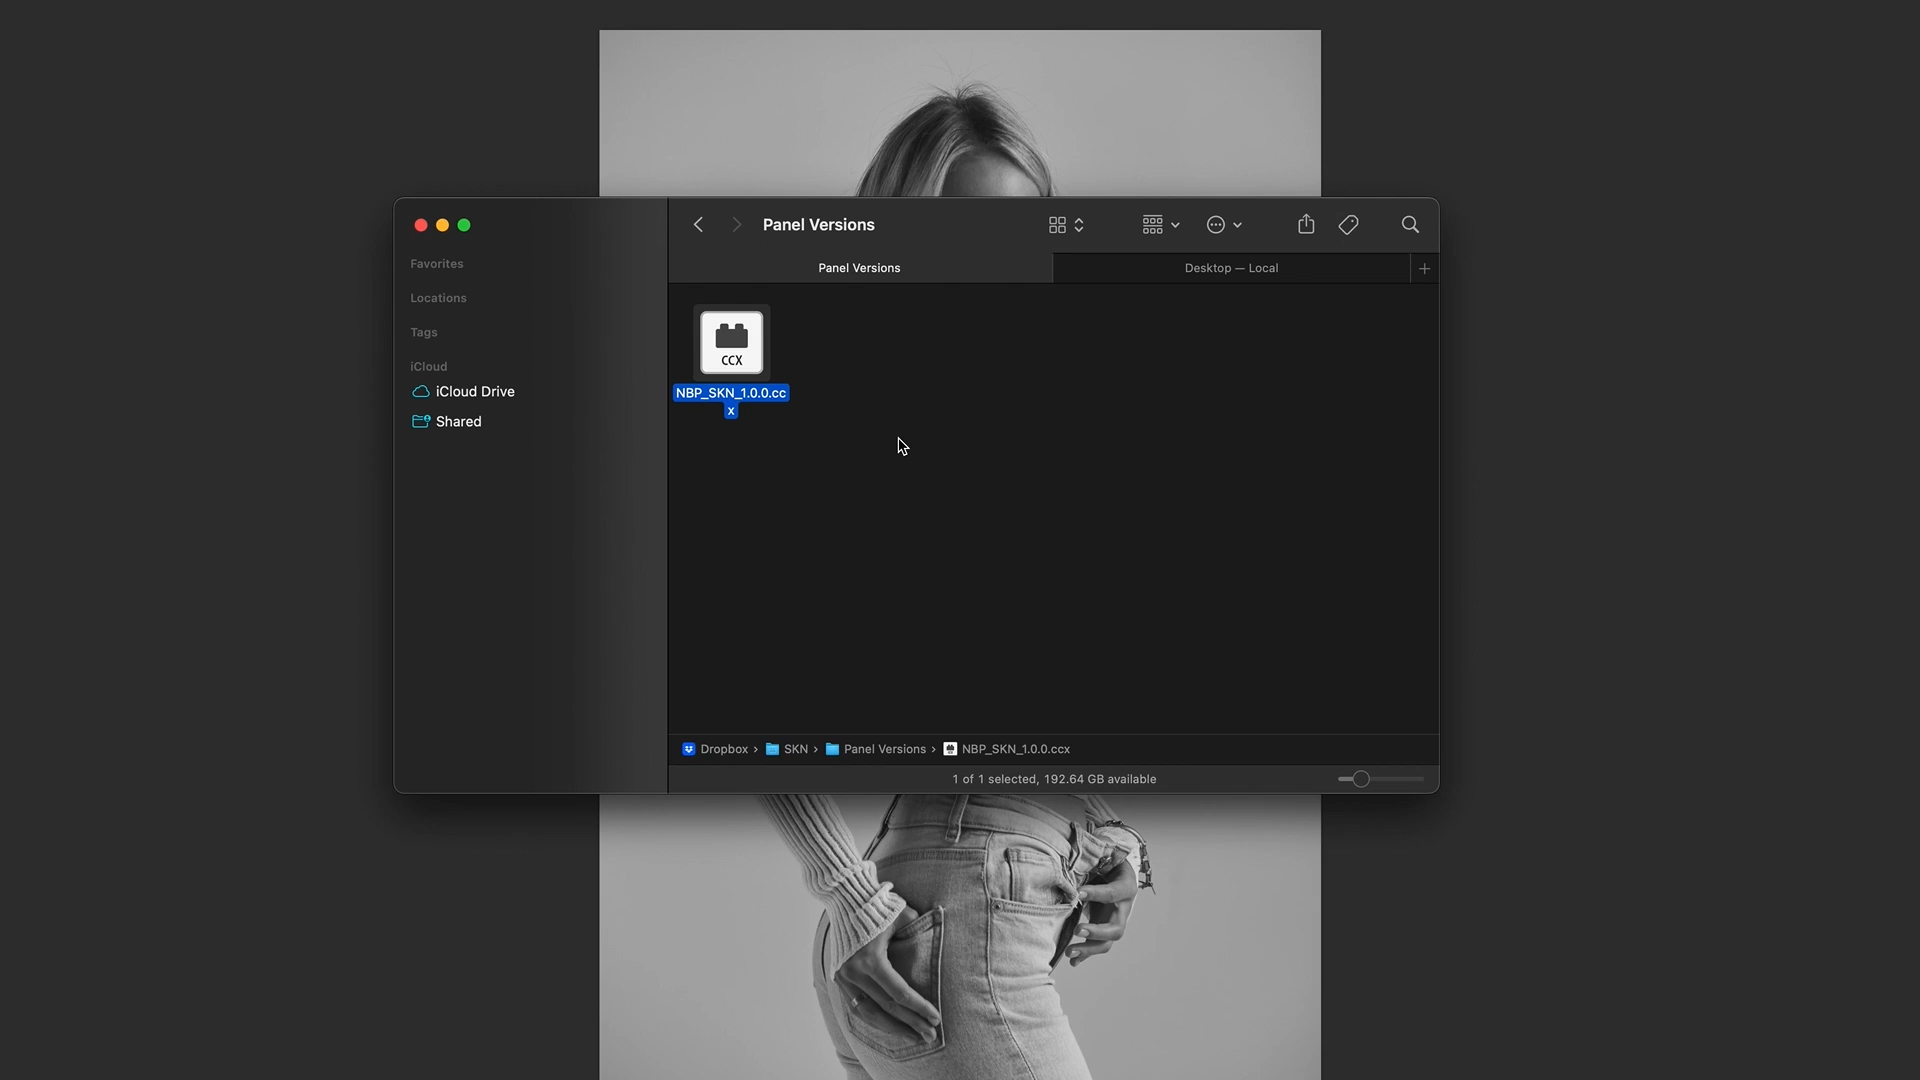 Panel Versions
Favorites
Locations
Tags
iCloud
iCloud Drive
Shared
Panel Versions
Desktop — Local
CCX
NBP_SKN_1.0.0.cc
x
Dropbox › SKN › Panel Versions › NBP_SKN_1.0.0.ccx
1 of 1 selected, 192.64 GB available